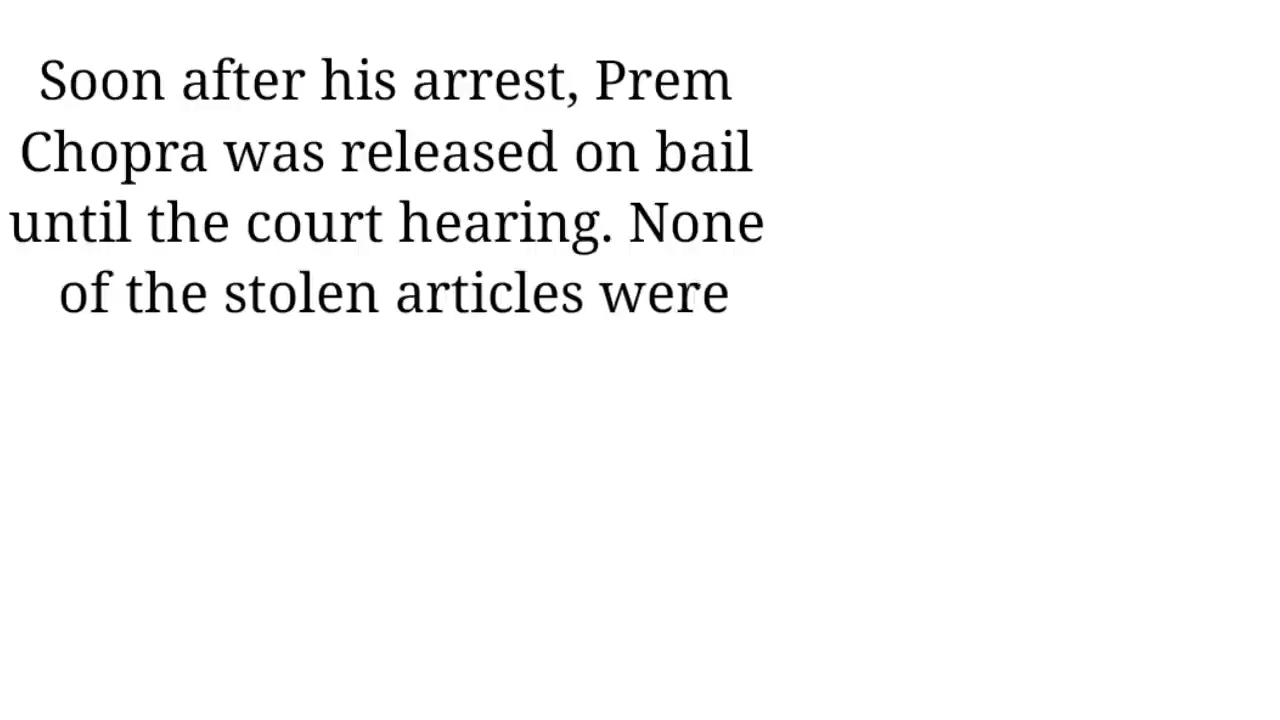 Soon after his arrest, Prem
Chopra was released on bail
until the court hearing. None
of the stolen articles were